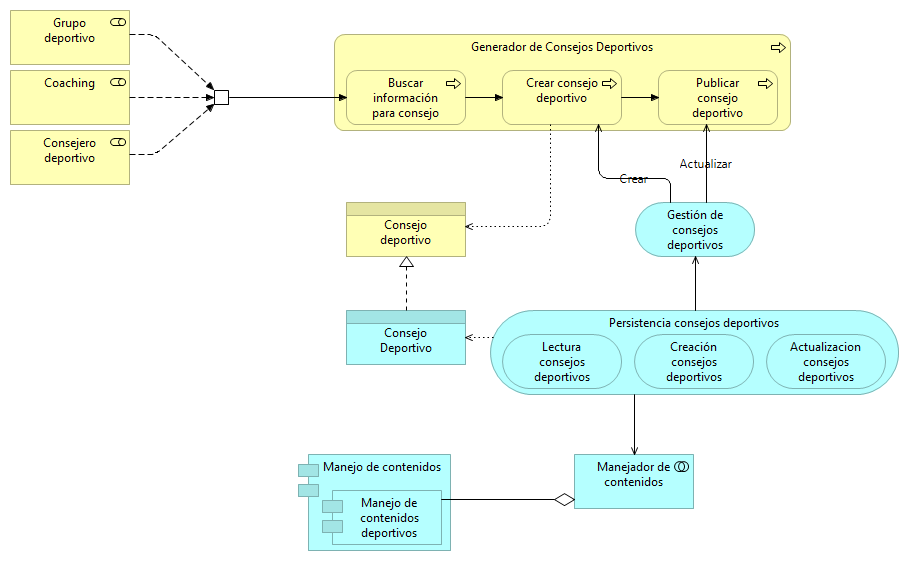 Grupo
deportivo
Coaching
Consejero
deportivo
Generador de Consejos Deportivos
Buscar
información
para consejo
Crear consejo
deportivo
Publicar
consejo
deportivo
Actualizar
Crear
Consejo
deportivo
Gestión de
consejos
deportivos
Consejo
Deportivo
Persistencia consejos deportivos
Lectura
consejos
deportivos
Creación
consejos
deportivos
Actualizacion
consejos
deportivos
Manejo de contenidos
Manejo de
contenidos
deportivos
Manejador de
contenidos